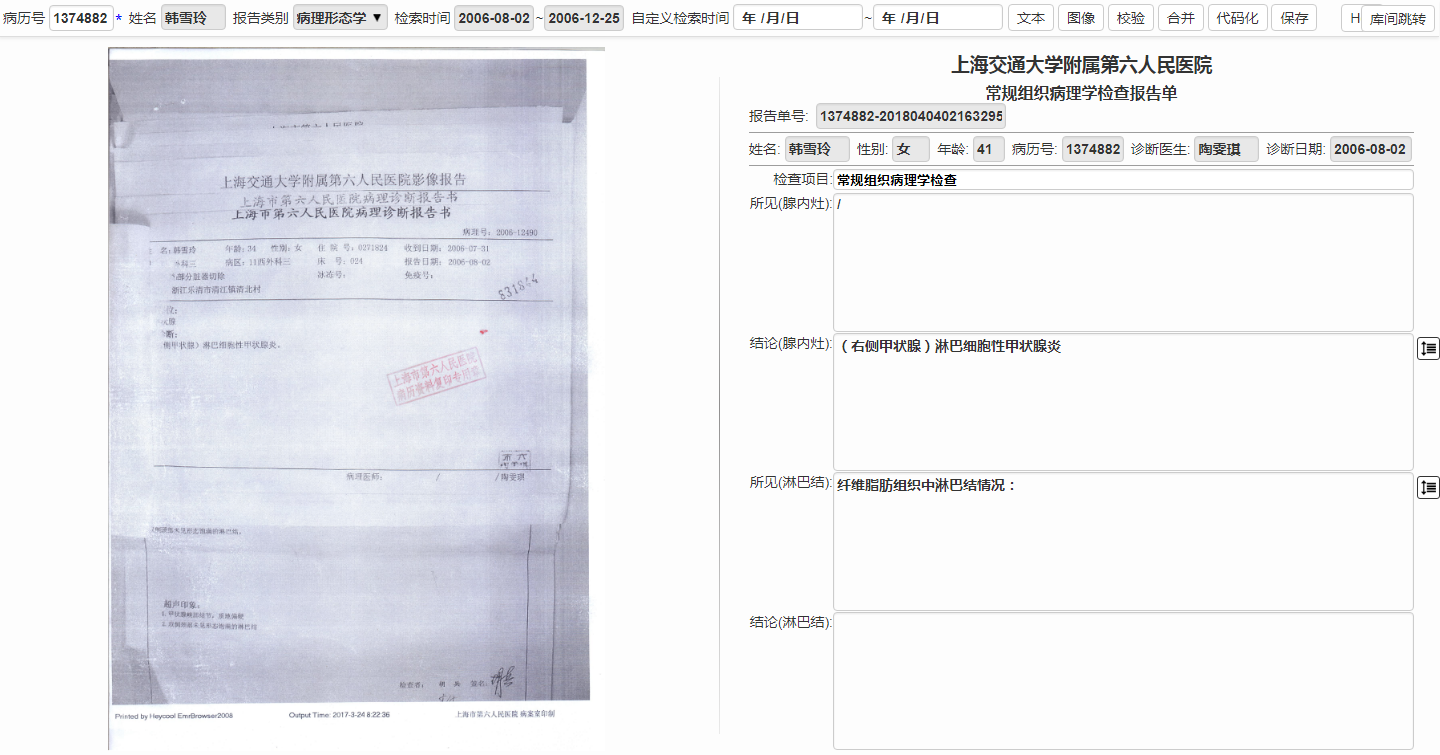 病历号 1374882 * 姓名 韩雪玲 报告类别 病理形态学 ▼ 检索时间 2006-08-02 ~ 2006-12-25 自定义检索时间 年 /月/日 ~ 年 /月/日 文本 图像 校验 合并 代码化 保存 H 库间跳转
上海交通大学附属第六人民医院影像报告
上海市第六人民医院病理诊断报告书
上海市第六人民医院病理诊断报告书
病理号: 2006-12490
名: 韩雪玲 年龄: 34 性别: 女 住 院 号: 0271824 收到日期: 2006-07-31
外科三 病区: 11西外科三 床 号: 024 报告日期: 2006-08-02
部分脏器切除 冰冻号: 免疫号:
浙江乐清市清江镇清北村
831844
断:
侧甲状腺）淋巴细胞性甲状腺炎。
上海市第六人民医院
病历资料复印专用章
病理医师: / / 陶雯琪
超声印象:
检查者: 签名:
Printed by Heycool EmrBrowser2008 Output Time: 2017-3-24 8:22:36 上海市第六人民医院 病案室印制
上海交通大学附属第六人民医院
常规组织病理学检查报告单
报告单号: 1374882-2018040402163295
姓名: 韩雪玲 性别: 女 年龄: 41 病历号: 1374882 诊断医生: 陶雯琪 诊断日期: 2006-08-02
检查项目: 常规组织病理学检查
所见(腺内灶): /
结论(腺内灶): （右侧甲状腺）淋巴细胞性甲状腺炎
所见(淋巴结): 纤维脂肪组织中淋巴结情况：
结论(淋巴结):